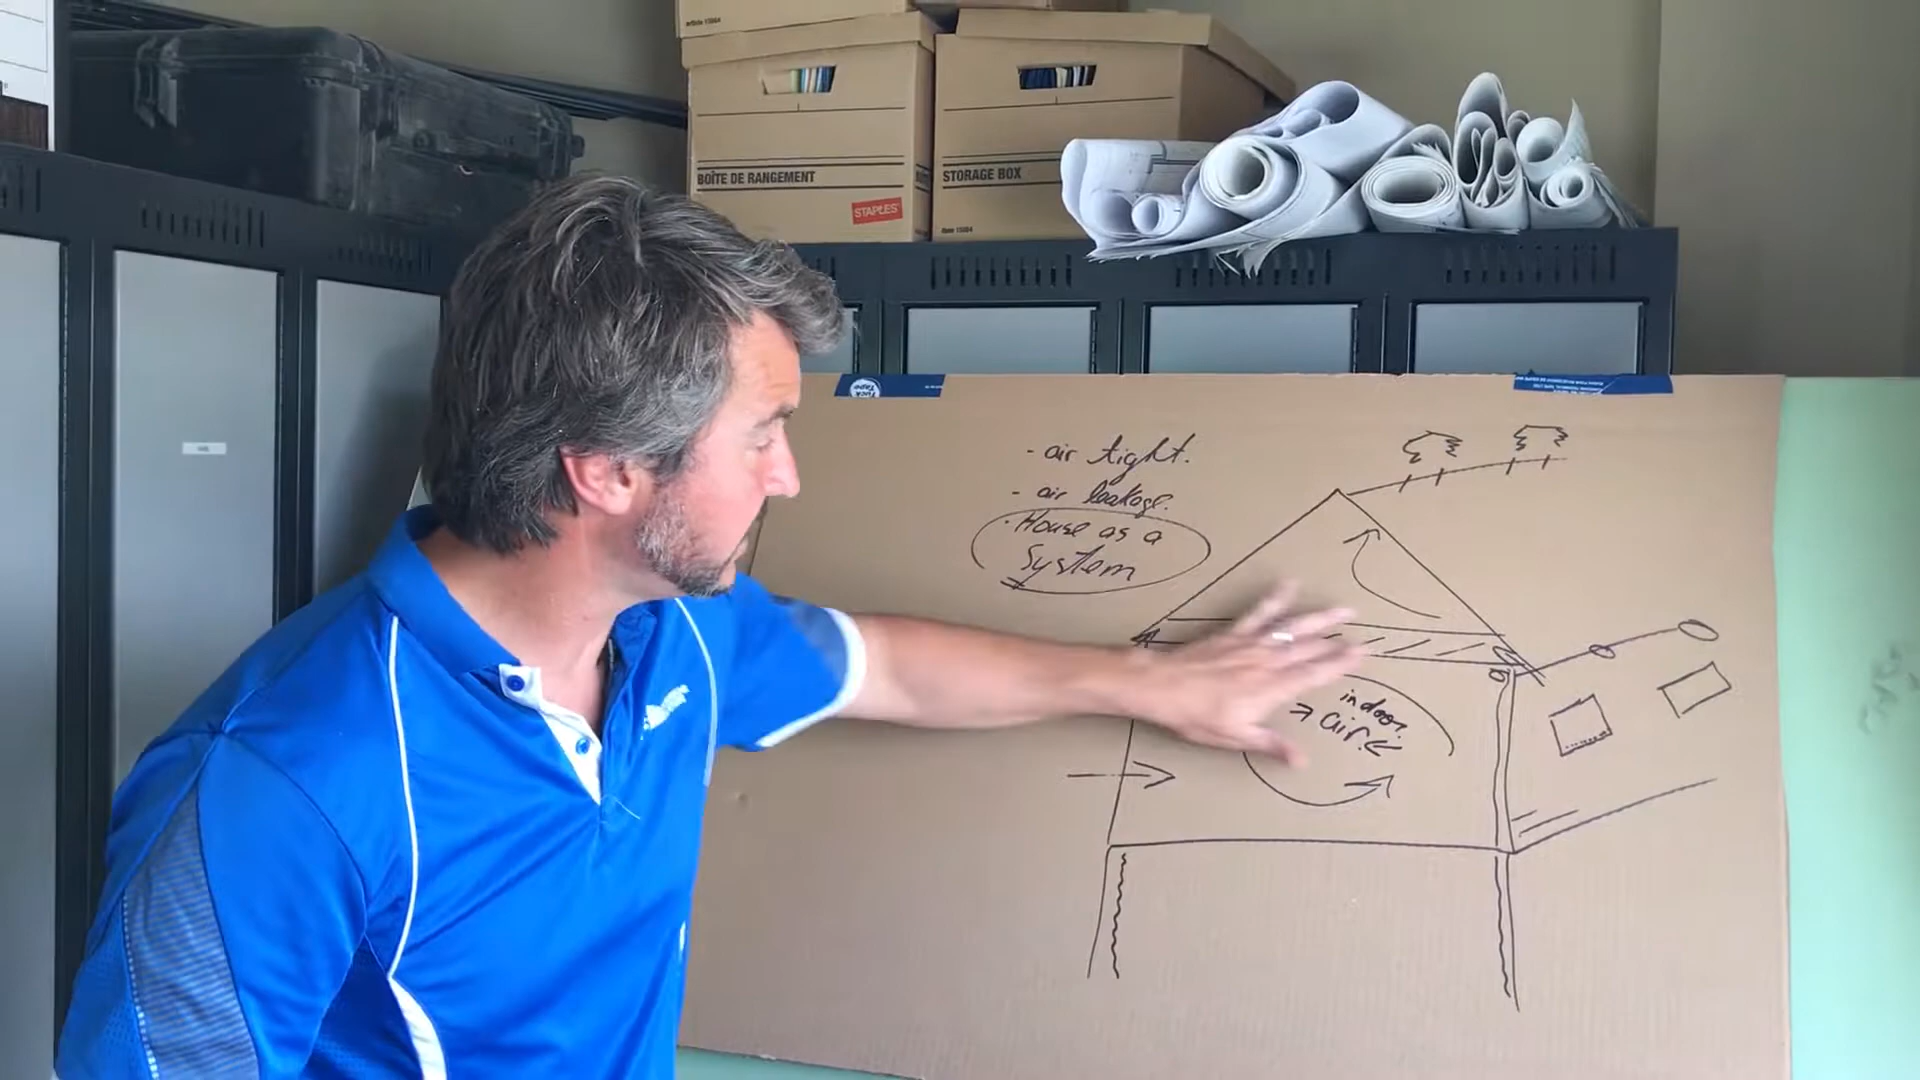 BOÎTE DE RANGEMENT
STAPLES
STORAGE BOX
- air tight.
- air leakage.
- House as a
System
indoor
air.